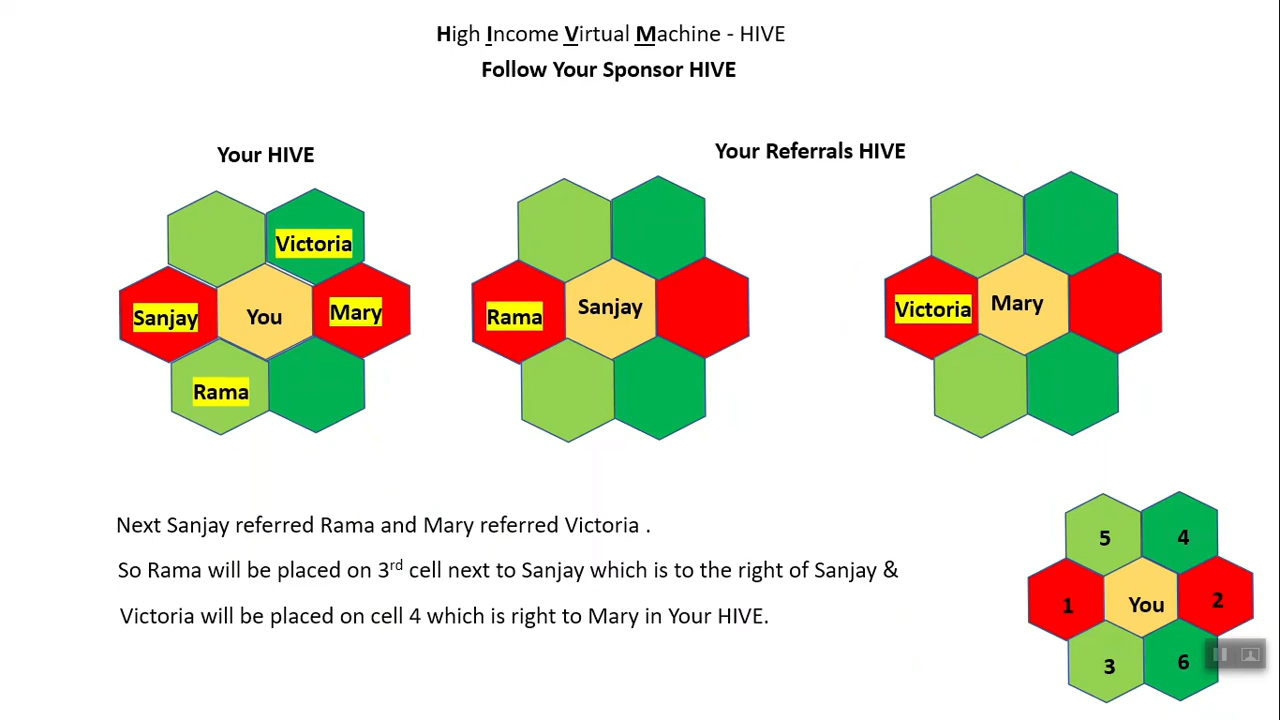 High Income Virtual Machine - HIVE
Follow Your Sponsor HIVE
Your HIVE
Your Referrals HIVE
Victoria
Sanjay
You
Mary
Rama
Rama
Sanjay
Victoria
Mary
Next Sanjay referred Rama and Mary referred Victoria .
So Rama will be placed on 3rd cell next to Sanjay which is to the right of Sanjay &
Victoria will be placed on cell 4 which is right to Mary in Your HIVE.
5
4
1
You
2
3
6